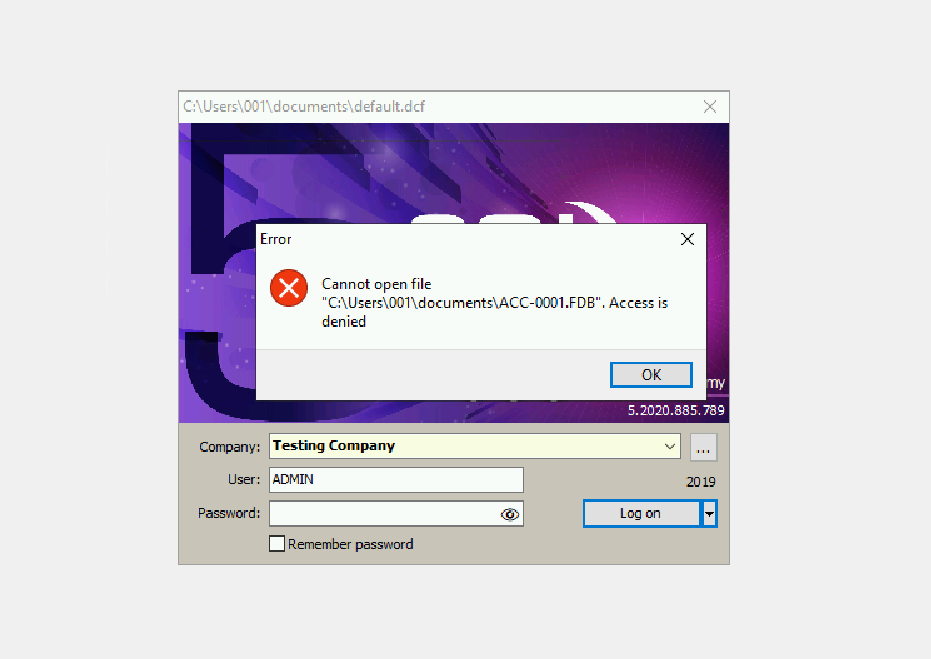 C:\Users\001\documents\default.dcf
Error
Cannot open file
"C:\Users\001\documents\ACC-0001.FDB". Access is
denied
OK
my
5.2020.885.789
Company: Testing Company ...
User: ADMIN
2019
Password:
Log on
Remember password